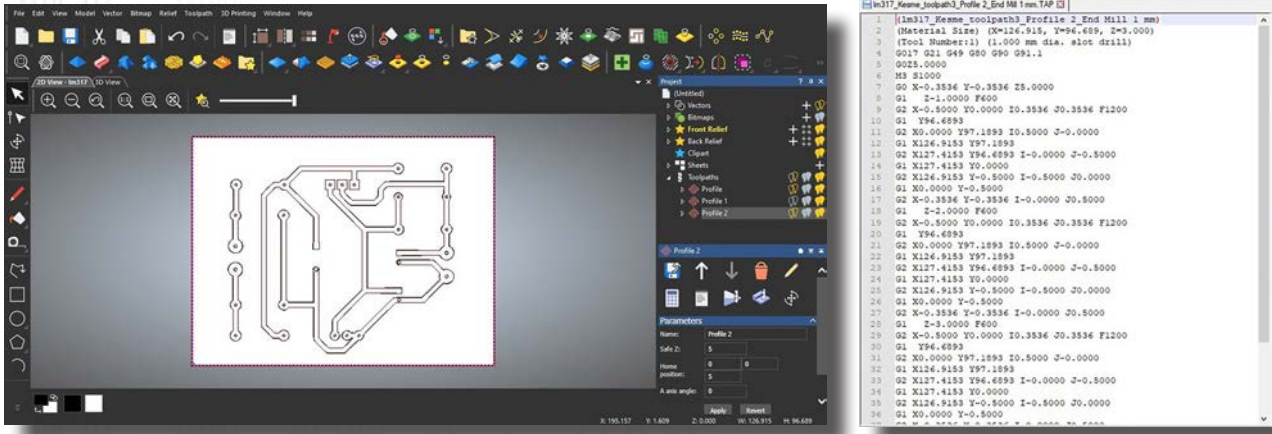 File Edit View Model Vector Bitmap Relief Toolpath 3D Printing Window Help
2D View - lm317 3D View
Project
(Untitled)
Vectors
Bitmaps
Front Relief
Back Relief
Clipart
Sheets
Toolpaths
Profile
Profile 1
Profile 2
Profile 2
Parameters
Name: Profile 2
Safe Z: 5
Home position: 0 0
5
A axis angle: 0
Apply Revert
X: 195.157 Y: 1.609 Z: 0.000 W: 126.915 H: 96.689
lm317_Kesme_toolpath3_Profile 2_End Mill 1 mm.TAP
1 (lm317_Kesme_toolpath3_Profile 2_End Mill 1 mm)
2 (Material Size) (X=126.915, Y=96.689, Z=3.000)
3 (Tool Number:1) (1.000 mm dia. slot drill)
4 G017 G21 G49 G80 G90 G91.1
5 G0Z5.0000
6 M3 S1000
7 G0 X-0.3536 Y-0.3536 Z5.0000
8 G1 Z-1.0000 F600
9 G2 X-0.5000 Y0.0000 I0.3536 J0.3536 F1200
10 G1 Y96.6893
11 G2 X0.0000 Y97.1893 I0.5000 J-0.0000
12 G1 X126.9153 Y97.1893
13 G2 X127.4153 Y96.6893 I-0.0000 J-0.5000
14 G1 X127.4153 Y0.0000
15 G2 X126.9153 Y-0.5000 I-0.5000 J0.0000
16 G1 X0.0000 Y-0.5000
17 G2 X-0.3536 Y-0.3536 I-0.0000 J0.5000
18 G1 Z-2.0000 F600
19 G2 X-0.5000 Y0.0000 I0.3536 J0.3536 F1200
20 G1 Y96.6893
21 G2 X0.0000 Y97.1893 I0.5000 J-0.0000
22 G1 X126.9153 Y97.1893
23 G2 X127.4153 Y96.6893 I-0.0000 J-0.5000
24 G1 X127.4153 Y0.0000
25 G2 X126.9153 Y-0.5000 I-0.5000 J0.0000
26 G1 X0.0000 Y-0.5000
27 G2 X-0.3536 Y-0.3536 I-0.0000 J0.5000
28 G1 Z-3.0000 F600
29 G2 X-0.5000 Y0.0000 I0.3536 J0.3536 F1200
30 G1 Y96.6893
31 G2 X0.0000 Y97.1893 I0.5000 J-0.0000
32 G1 X126.9153 Y97.1893
33 G2 X127.4153 Y96.6893 I-0.0000 J-0.5000
34 G1 X127.4153 Y0.0000
35 G2 X126.9153 Y-0.5000 I-0.5000 J0.0000
36 G1 X0.0000 Y-0.5000